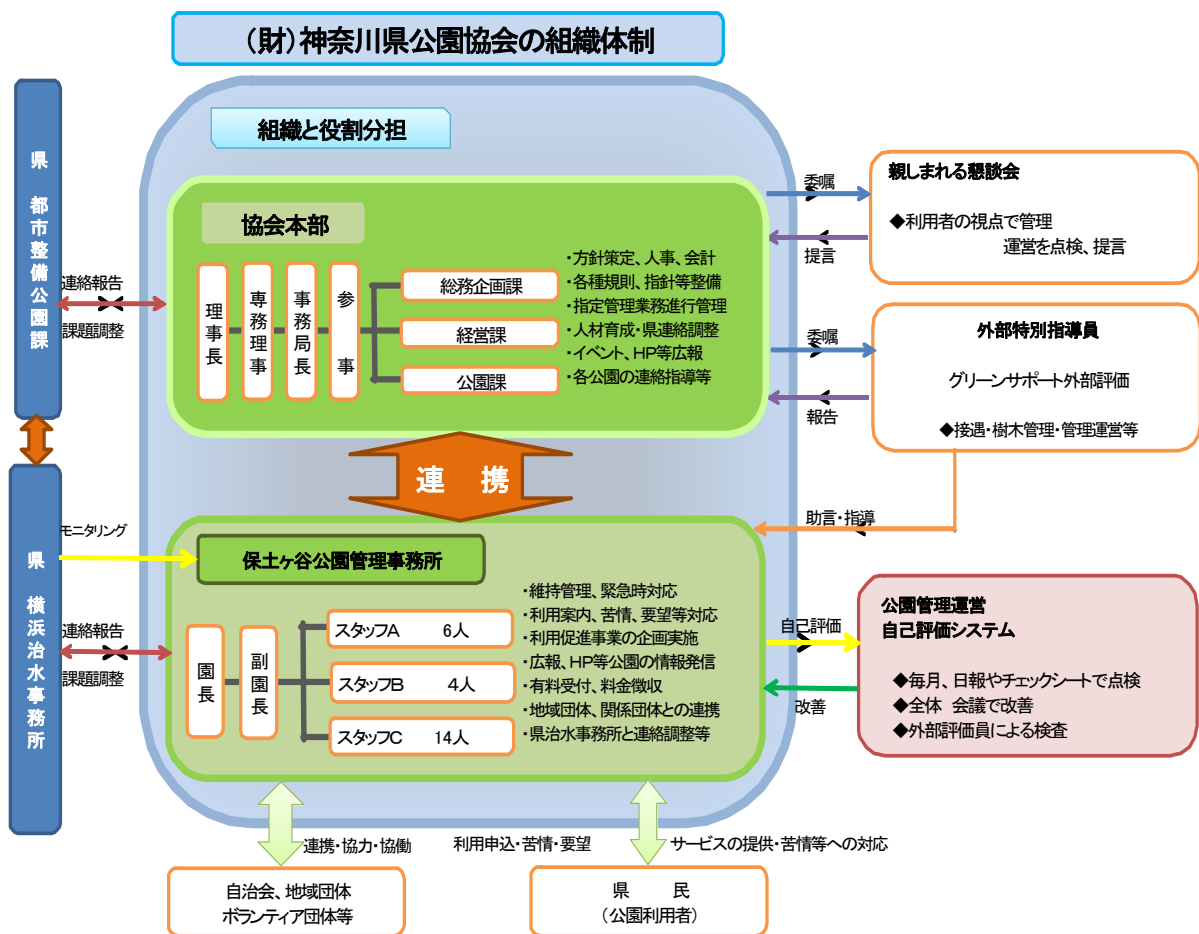 (財)神奈川県公園協会の組織体制
組織と役割分担
県 都市整備公園課
連絡報告
課題調整
協会本部
理事長
専務理事
事務局長
参事
総務企画課
経営課
公園課
・方針策定、人事、会計
・各種規則、指針等整備
・指定管理業務進行管理
・人材育成・県連絡調整
・イベント、HP等広報
・各公園の連絡指導等
委嘱
提言
親しまれる懇談会
◆利用者の視点で管理
運営を点検、提言
委嘱
報告
外部特別指導員
グリーンサポート外部評価
◆接遇・樹木管理・管理運営等
助言・指導
連 携
県 横浜治水事務所
モニタリング
連絡報告
課題調整
保土ヶ谷公園管理事務所
園長
副園長
スタッフA 6人
スタッフB 4人
スタッフC 14人
・維持管理、緊急時対応
・利用案内、苦情、要望等対応
・利用促進事業の企画実施
・広報、HP等公園の情報発信
・有料受付、料金徴収
・地域団体、関係団体との連携
・県治水事務所と連絡調整等
自己評価
改善
公園管理運営
自己評価システム
◆毎月、日報やチェックシートで点検
◆全体 会議で改善
◆外部評価員による検査
連携・協力・協働
利用申込・苦情・要望
サービスの提供・苦情等への対応
自治会、地域団体
ボランティア団体等
県 民
(公園利用者)